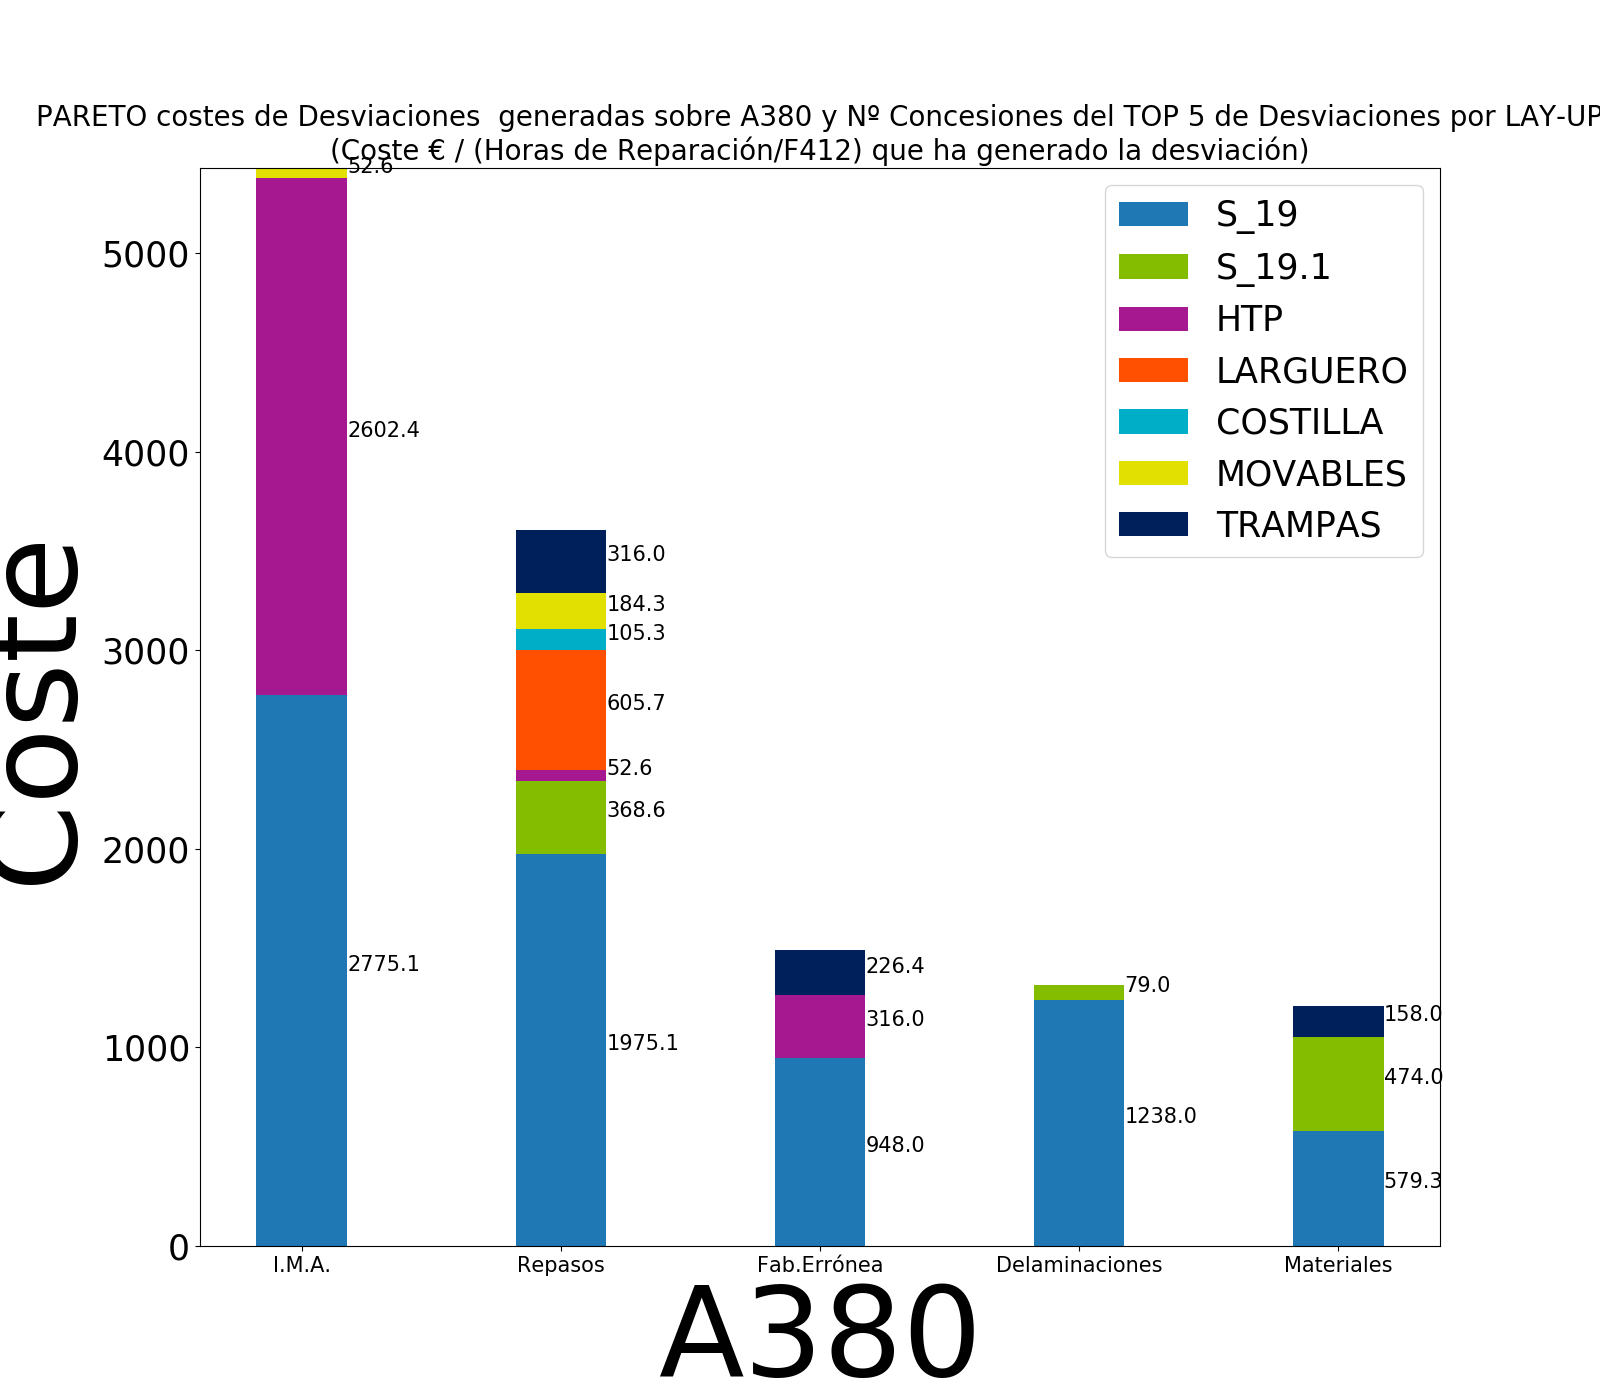 PARETO costes de Desviaciones  generadas sobre A380 y Nº Concesiones del TOP 5 de Desviaciones por LAY-UP
(Coste € / (Horas de Reparación/F412) que ha generado la desviación)
52.6
5000
4000
3000
2000
1000
0
Coste
2602.4
2775.1
316.0
184.3
105.3
605.7
52.6
368.6
1975.1
226.4
316.0
948.0
79.0
1238.0
158.0
474.0
579.3
S_19
S_19.1
HTP
LARGUERO
COSTILLA
MOVABLES
TRAMPAS
I.M.A.
Repasos
Fab.Errónea
Delaminaciones
Materiales
A380